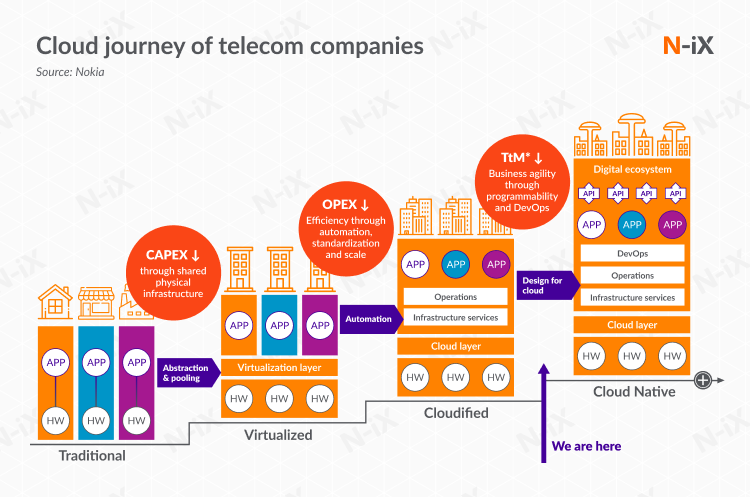 Cloud journey of telecom companies
N-iX
Source: Nokia
CAPEX ↓
through shared
physical
infrastructure
OPEX ↓
Efficiency through
automation,
standardization
and scale
TtM* ↓
Business agility
through
programmability
and DevOps
APP APP APP
HW HW HW
Traditional
Abstraction
& pooling
APP APP APP
Virtualization layer
HW HW HW
Virtualized
Automation
APP APP APP
Operations
Infrastructure services
Cloud layer
HW HW HW
Cloudified
Design for
cloud
Digital ecosystem
API API API API
APP APP APP
DevOps
Operations
Infrastructure services
Cloud layer
HW HW HW
Cloud Native
We are here